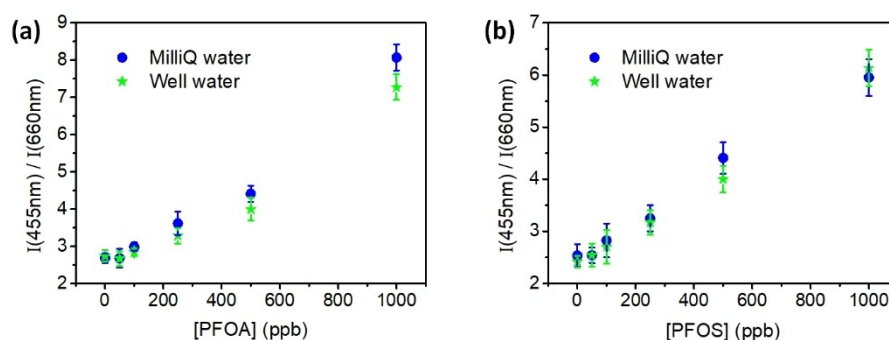 (a)
I(455nm) / I(660nm)
9
8
7
6
5
4
3
2
MilliQ water
Well water
0 200 400 600 800 1000
[PFOA] (ppb)
(b)
I(455nm) / I(660nm)
7
6
5
4
3
2
MilliQ water
Well water
0 200 400 600 800 1000
[PFOS] (ppb)